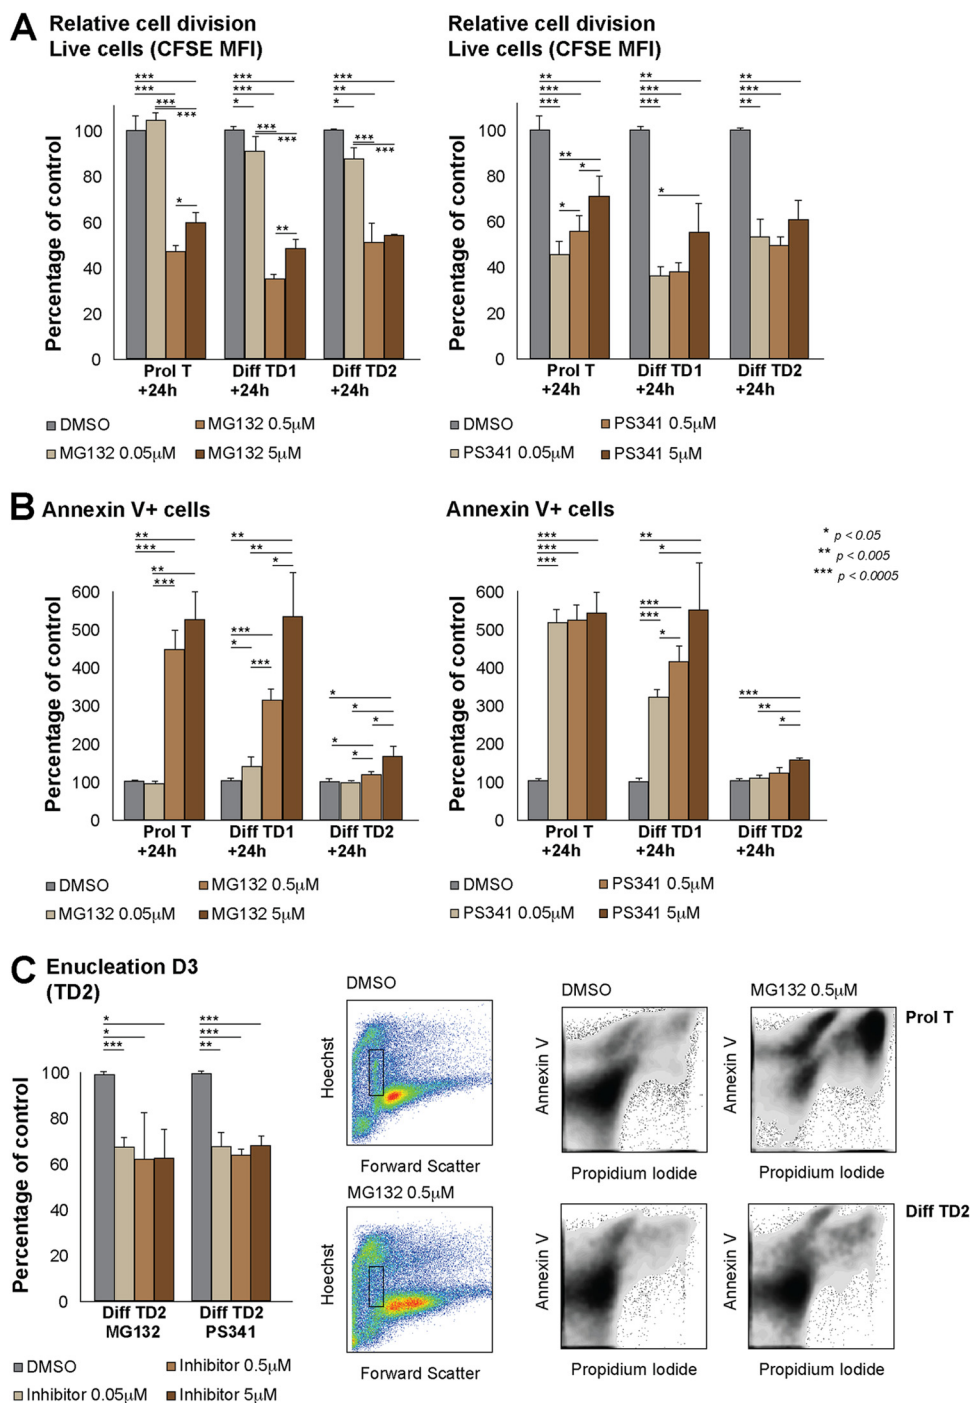 A Relative cell division
Live cells (CFSE MFI)
*** *** ***
*** *** **
* *
*** *** ***
*** *** ***
* **
Percentage of control
100
80
60
40
20
0
Prol T Diff TD1 Diff TD2
+24h +24h +24h
DMSO MG132 0.5μM
MG132 0.05μM MG132 5μM
Relative cell division
Live cells (CFSE MFI)
** ** **
*** *** ***
*** *** **
** *
* *
Percentage of control
100
80
60
40
20
0
Prol T Diff TD1 Diff TD2
+24h +24h +24h
DMSO PS341 0.5μM
PS341 0.05μM PS341 5μM
B Annexin V+ cells
** **
*** **
** *
***
*** *
* ***
* *
* *
*
Percentage of control
600
500
400
300
200
100
0
Prol T Diff TD1 Diff TD2
+24h +24h +24h
DMSO MG132 0.5μM
MG132 0.05μM MG132 5μM
Annexin V+ cells
*** **
*** *
***
***
***
*
***
**
*
Percentage of control
600
500
400
300
200
100
0
Prol T Diff TD1 Diff TD2
+24h +24h +24h
DMSO PS341 0.5μM
PS341 0.05μM PS341 5μM
* p < 0.05
** p < 0.005
*** p < 0.0005
C Enucleation D3
(TD2)
* ***
* ***
*** **
Percentage of control
100
80
60
40
20
0
Diff TD2 Diff TD2
MG132 PS341
DMSO Inhibitor 0.5μM
Inhibitor 0.05μM Inhibitor 5μM
DMSO
Hoechst
Forward Scatter
MG132 0.5μM
Hoechst
Forward Scatter
DMSO MG132 0.5μM
Annexin V Annexin V Prol T
Propidium Iodide Propidium Iodide
Annexin V Annexin V Diff TD2
Propidium Iodide Propidium Iodide